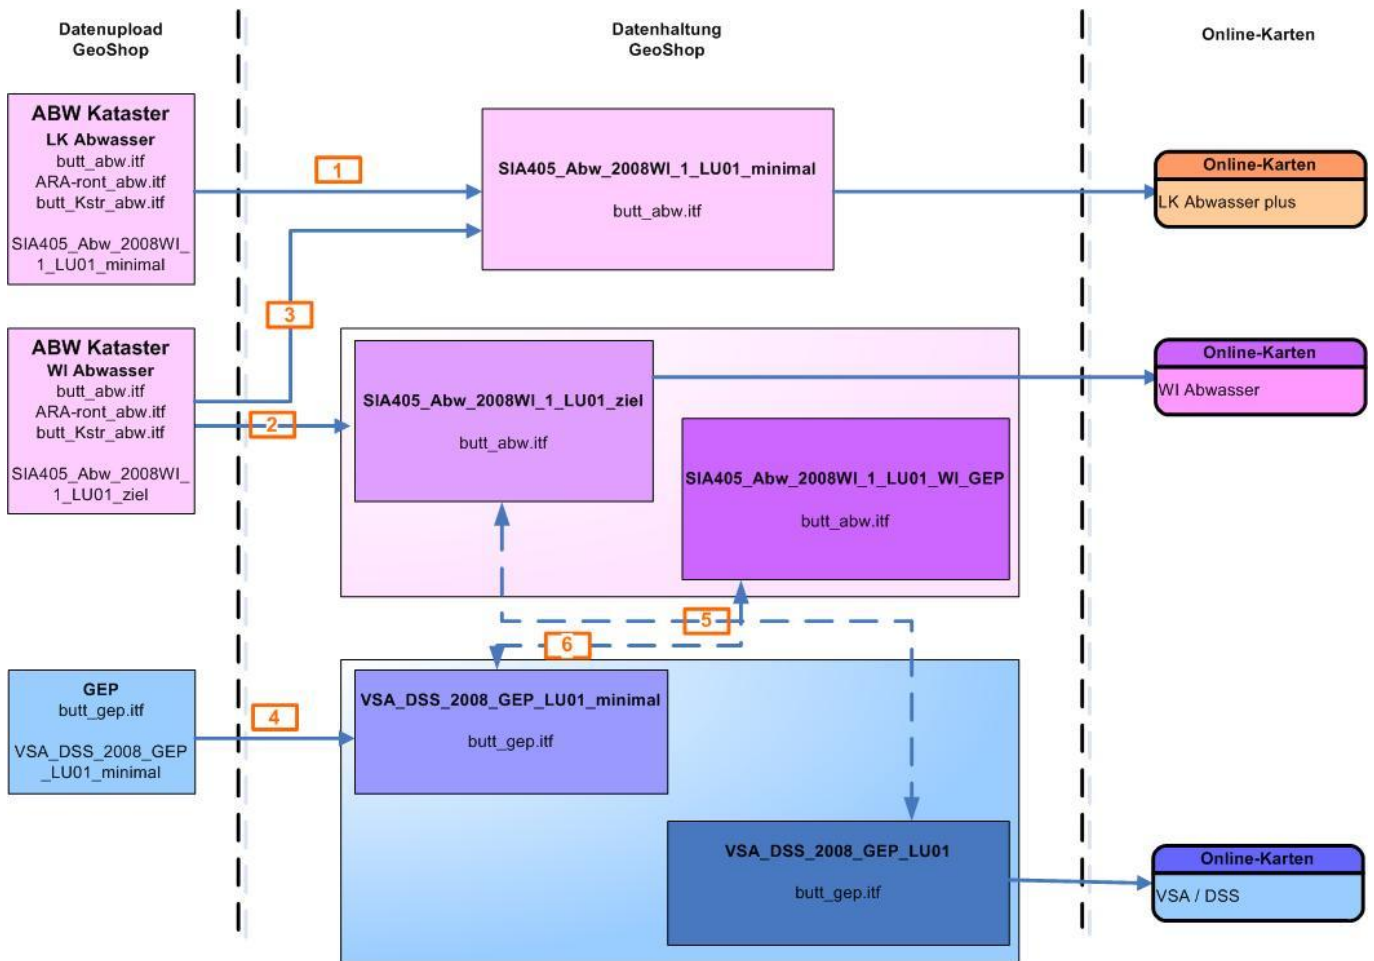 Datenupload
GeoShop
Datenhaltung
GeoShop
Online-Karten
ABW Kataster
LK Abwasser
butt_abw.itf
ARA-ront_abw.itf
butt_Kstr_abw.itf
SIA405_Abw_2008WI_
1_LU01_minimal
1
SIA405_Abw_2008WI_1_LU01_minimal
butt_abw.itf
Online-Karten
LK Abwasser plus
3
ABW Kataster
WI Abwasser
butt_abw.itf
ARA-ront_abw.itf
butt_Kstr_abw.itf
SIA405_Abw_2008WI_
1_LU01_ziel
2
SIA405_Abw_2008WI_1_LU01_ziel
butt_abw.itf
SIA405_Abw_2008WI_1_LU01_WI_GEP
butt_abw.itf
Online-Karten
WI Abwasser
5
6
GEP
butt_gep.itf
VSA_DSS_2008_GEP
_LU01_minimal
4
VSA_DSS_2008_GEP_LU01_minimal
butt_gep.itf
VSA_DSS_2008_GEP_LU01
butt_gep.itf
Online-Karten
VSA / DSS